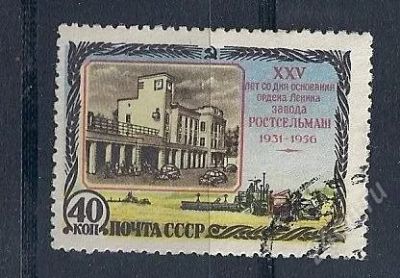 XXV
ЛЕТ СО ДНЯ ОСНОВАНИЯ
ОРДЕНА ЛЕНИНА
ЗАВОДА
РОСТСЕЛЬМАШ
1931-1956
40
КОП
ПОЧТА СССР